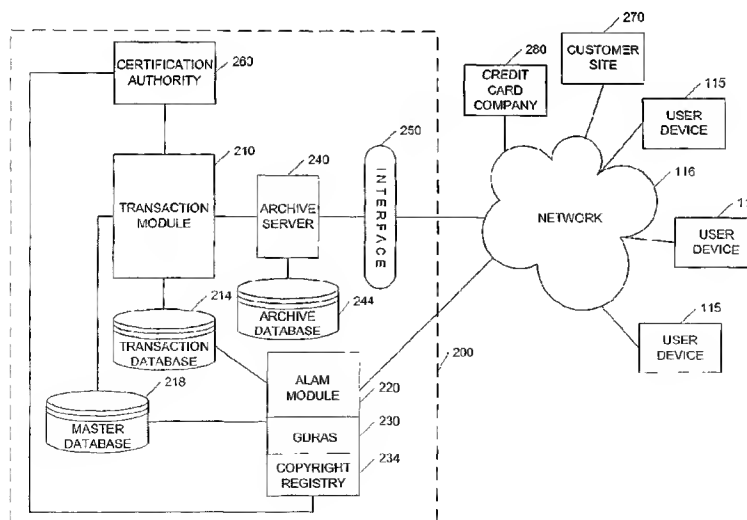 CERTIFICATION
AUTHORITY
260
210
TRANSACTION
MODULE
240
ARCHIVE
SERVER
250
INTERFACE
244
ARCHIVE
DATABASE
214
TRANSACTION
DATABASE
218
MASTER
DATABASE
ALAM
MODULE
220
GDRAS
230
COPYRIGHT
REGISTRY
234
200
280
CREDIT
CARD
COMPANY
270
CUSTOMER
SITE
115
USER
DEVICE
116
NETWORK
USER
DEVICE
115
USER
DEVICE